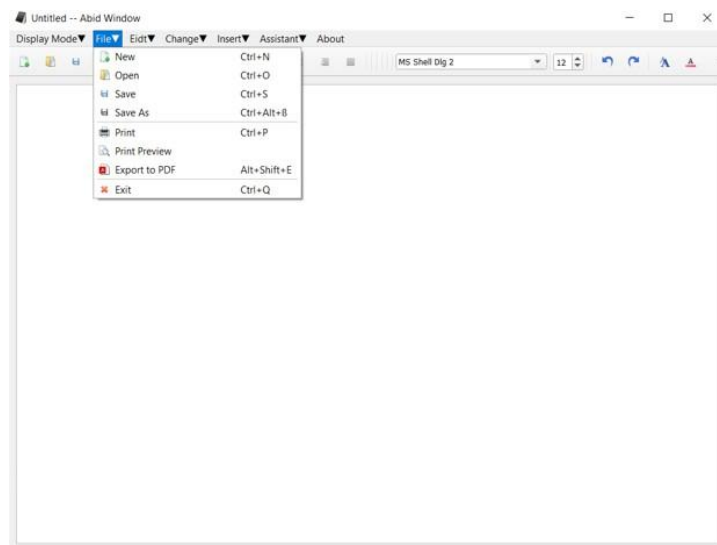 Untitled -- Abid Window
Display Mode▼ File▼ Eidt▼ Change▼ Insert▼ Assistant▼ About
MS Shell Dlg 2 12 A A
New Ctrl+N
Open Ctrl+O
Save Ctrl+S
Save As Ctrl+Alt+ß
Print Ctrl+P
Print Preview
Export to PDF Alt+Shift+E
Exit Ctrl+Q